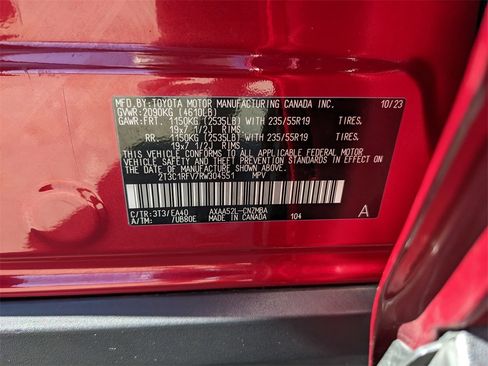 MFD.BY:TOYOTA MOTOR MANUFACTURING CANADA INC. 10/23
GVWR:2090KG (4610LB)
GAWR:FRT. 1150KG (2535LB) WITH 235/55R19 TIRES.
19x7 1/2J RIMS.
RR. 1150KG (2535LB) WITH 235/55R19 TIRES.
19x7 1/2J RIMS.
THIS VEHICLE CONFORMS TO ALL APPLICABLE FEDERAL MOTOR
VEHICLE SAFETY AND THEFT PREVENTION STANDARDS IN EFFECT
ON THE DATE OF MANUFACTURE SHOWN ABOVE.
2T3C1RFV7RW304551 MPV
C/TR:3T3/EA40 AXAA52L-CNZMBA
A/TM: /UB80E MADE IN CANADA 104 A